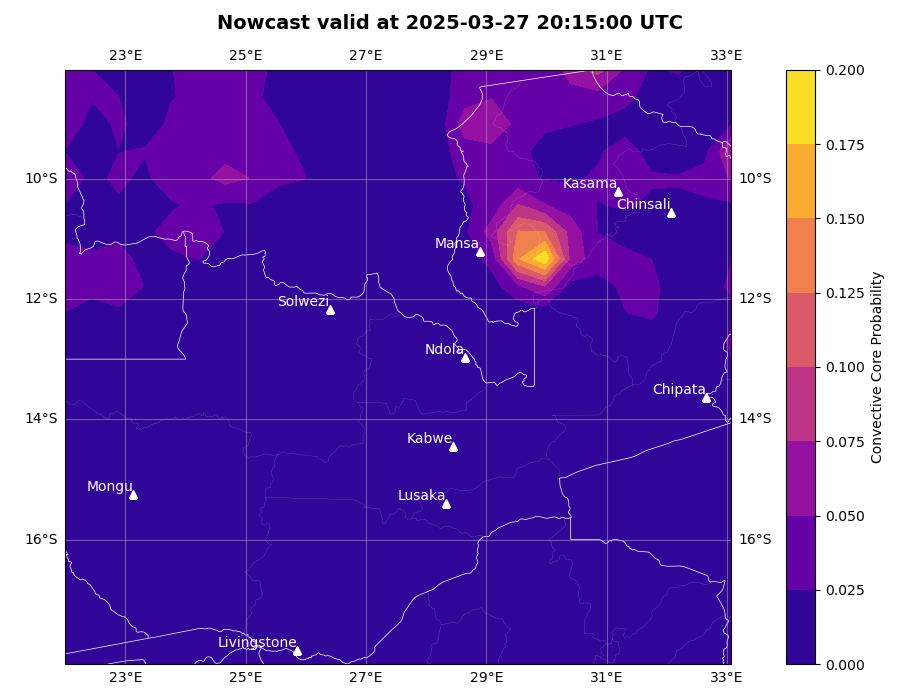 Nowcast valid at 2025-03-27 20:15:00 UTC
23°E 25°E 27°E 29°E 31°E 33°E
0.200
0.175
10°S 10°S
Kasama
Chinsali
0.150
Mansa
12°S 12°S
Solwezi
0.125
Ndola
0.100
Chipata
14°S 14°S
Kabwe
0.075
Mongu
Lusaka
0.050
16°S 16°S
0.025
Livingstone
0.000
23°E 25°E 27°E 29°E 31°E 33°E
Convective Core Probability